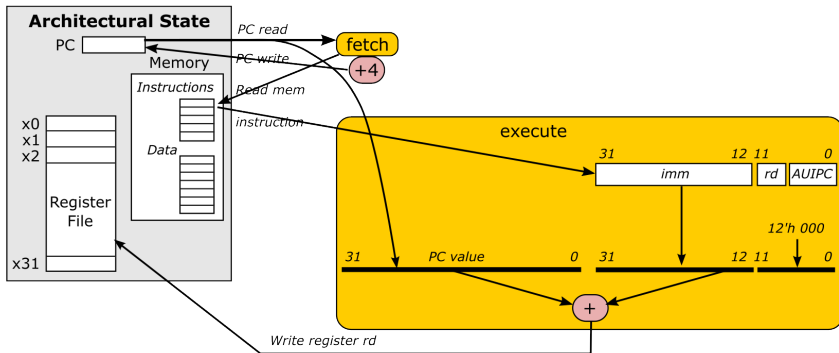 Architectural State
PC
PC read
fetch
+4
PC write
Memory
Read mem
Instructions
instruction
Data
x0
x1
x2
Register
File
x31
execute
31 12 11 0
imm rd AUIPC
12'h 000
31 PC value 0 31 12 11 0
+
Write register rd